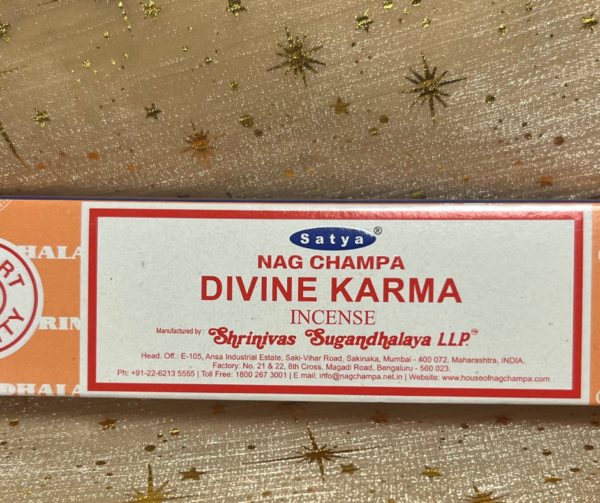 Satya®
NAG CHAMPA
DIVINE KARMA
INCENSE
Manufactured by : Shrinivas Sugandhalaya LLP.™
Head. Off.: E-105, Ansa Industrial Estate, Saki-Vihar Road, Sakinaka, Mumbai - 400 072, Maharashtra, INDIA.
Factory: No. 21 & 22, 8th Cross, Magadi Road, Bengaluru - 560 023.
Ph: +91-22-6213 5555 | Toll Free: 1800 267 3001 | E mail: info@nagchampa.net.in | Website: www.houseofnagchampa.com